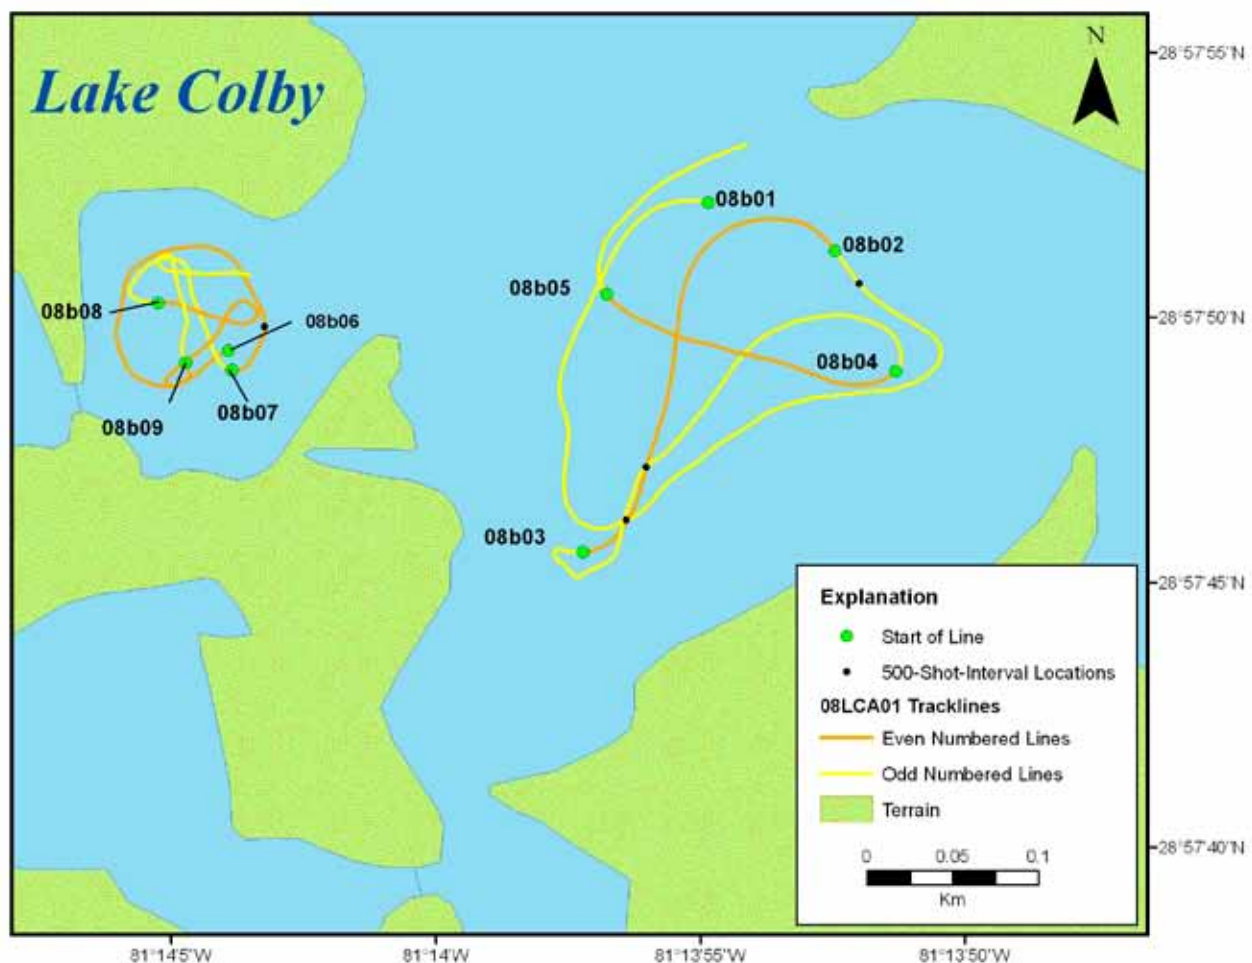 Lake Colby
N
28°57'55"N
08b01
08b02
08b05
08b08
08b06
28°57'50"N
08b04
08b07
08b09
08b03
28°57'45"N
Explanation
Start of Line
500-Shot-Interval Locations
08LCA01 Tracklines
Even Numbered Lines
Odd Numbered Lines
Terrain
0 0.05 0.1
Km
28°57'40"N
81°14'5"W 81°14'W 81°13'55"W 81°13'50"W